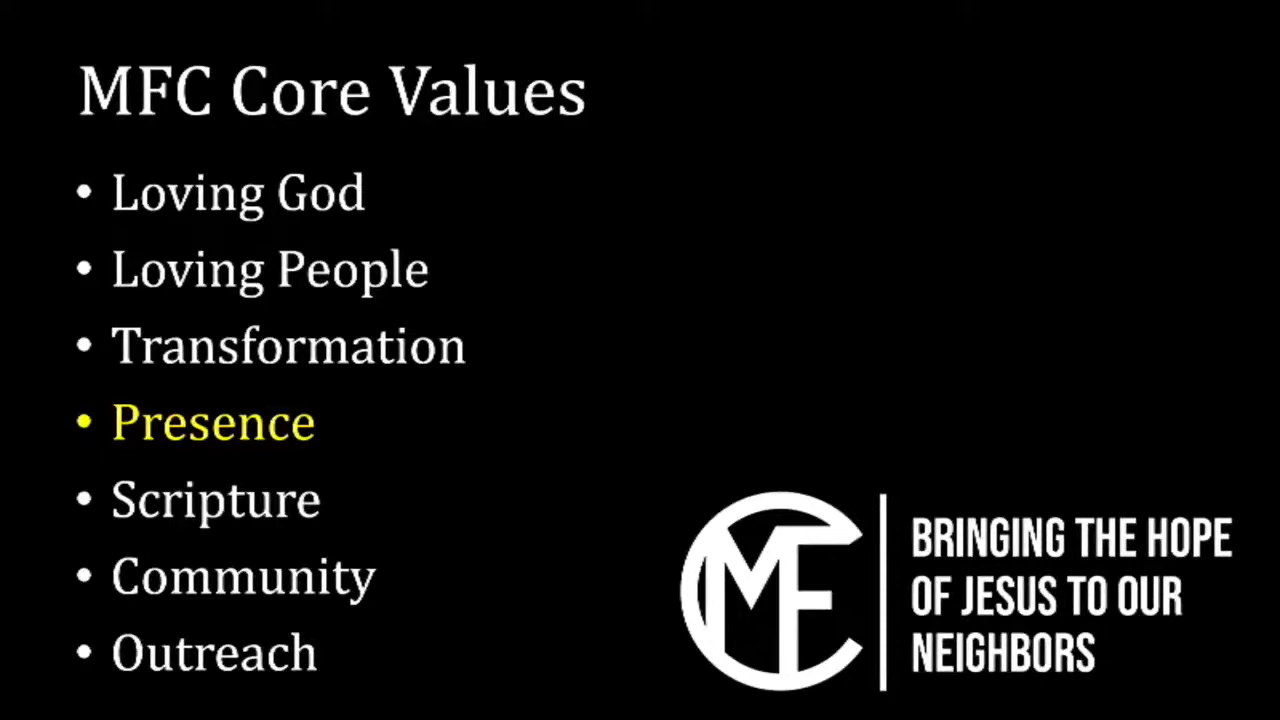 MFC Core Values
• Loving God
• Loving People
• Transformation
• Presence
• Scripture
• Community
• Outreach
MFC
BRINGING THE HOPE
OF JESUS TO OUR
NEIGHBORS